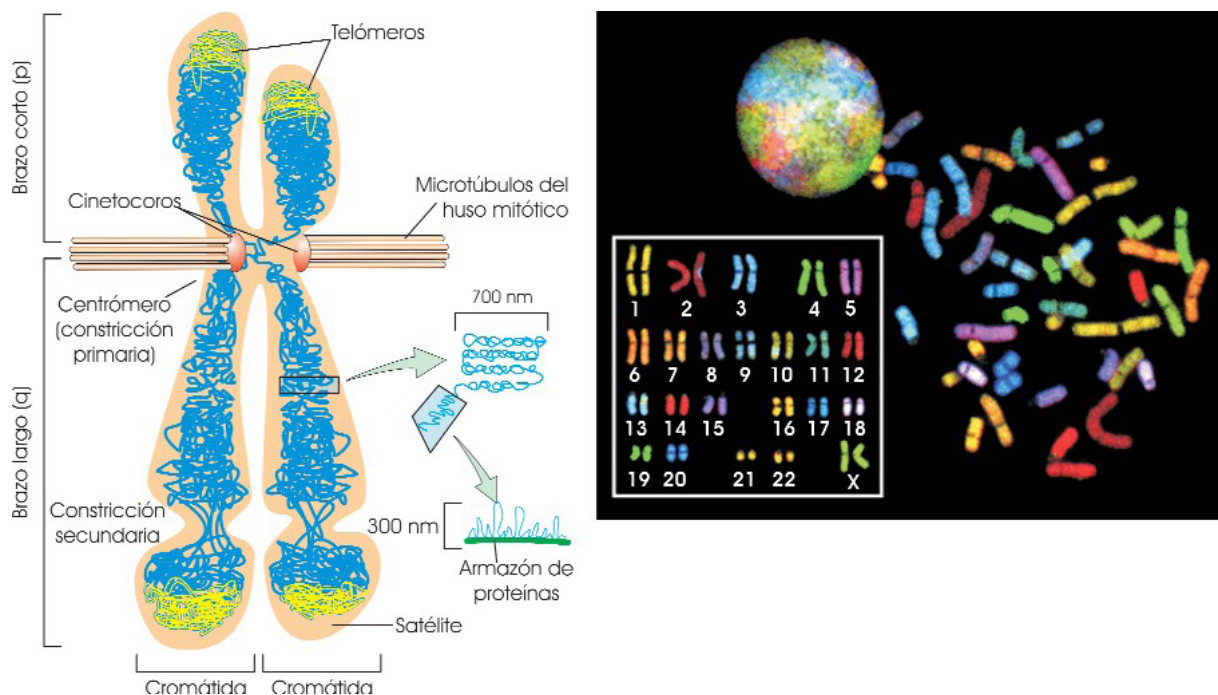 Brazo corto (p)
Telómeros
Cinetocoros
Microtúbulos del
huso mitótico
Brazo largo (q)
Centrómero
(constricción
primaria)
700 nm
Constricción
secundaria
300 nm
Armazón de
proteínas
Satélite
Cromátida
Cromátida
1 2 3 4 5
6 7 8 9 10 11 12
13 14 15 16 17 18
19 20 21 22 X